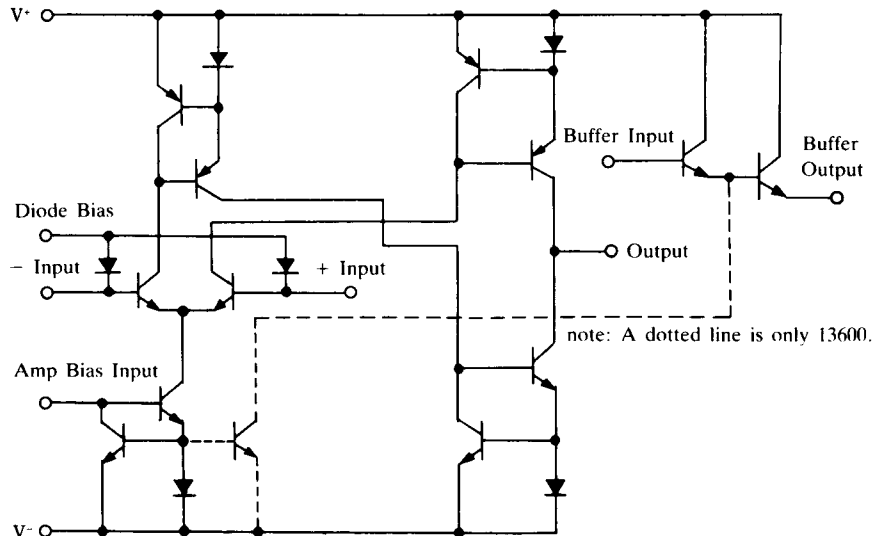 V+
Buffer Input
Buffer
Output
Diode Bias
− Input
+ Input
Output
note: A dotted line is only 13600.
Amp Bias Input
V−